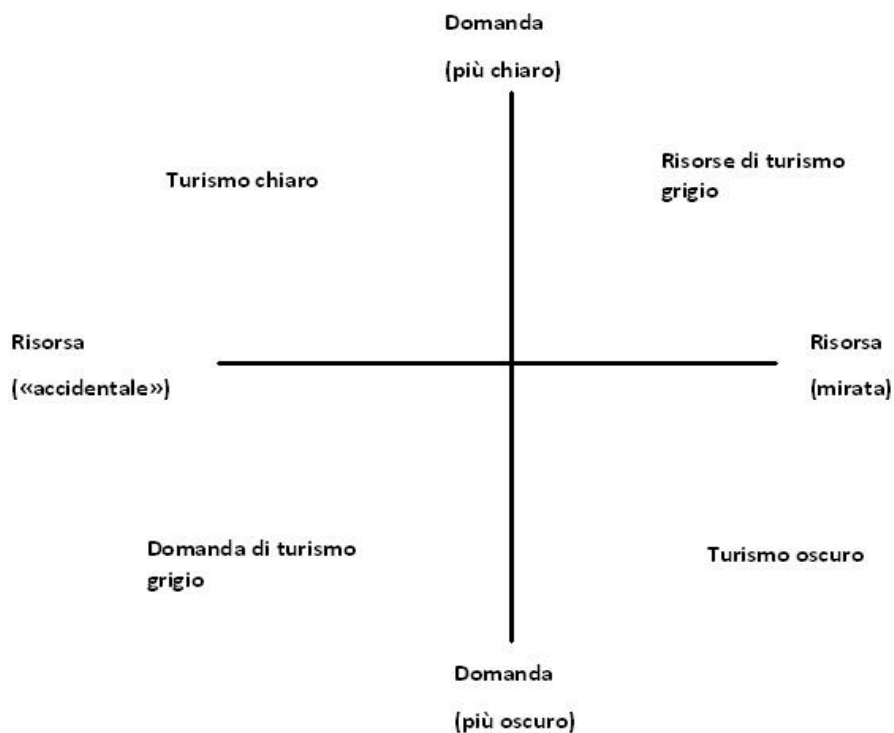 Domanda
(più chiaro)
Turismo chiaro
Risorse di turismo
grigio
Risorsa
(«accidentale»)
Risorsa
(mirata)
Domanda di turismo
grigio
Turismo oscuro
Domanda
(più oscuro)